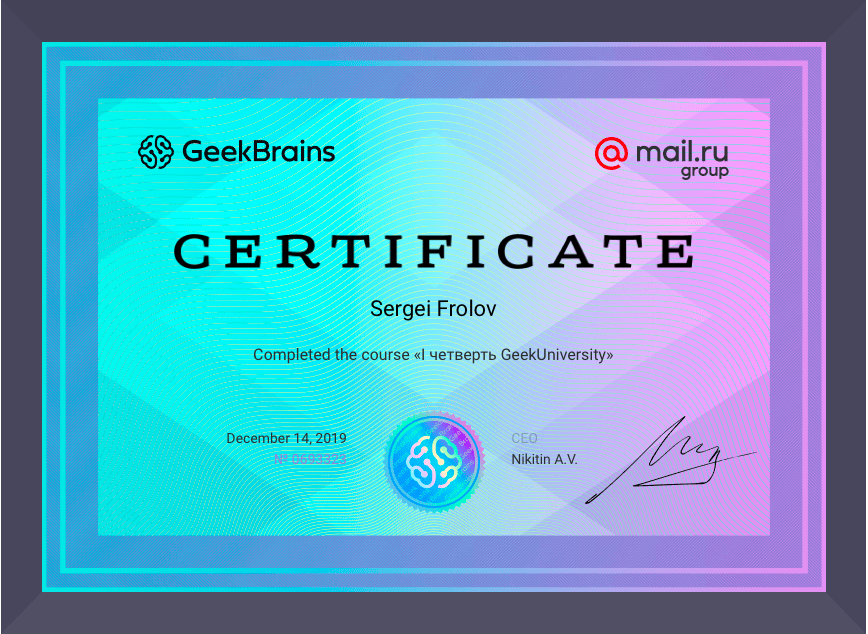 GeekBrains
@ mail.ru
group
CERTIFICATE
Sergei Frolov
Completed the course «I четверть GeekUniversity»
December 14, 2019
CEO
Nikitin A.V.